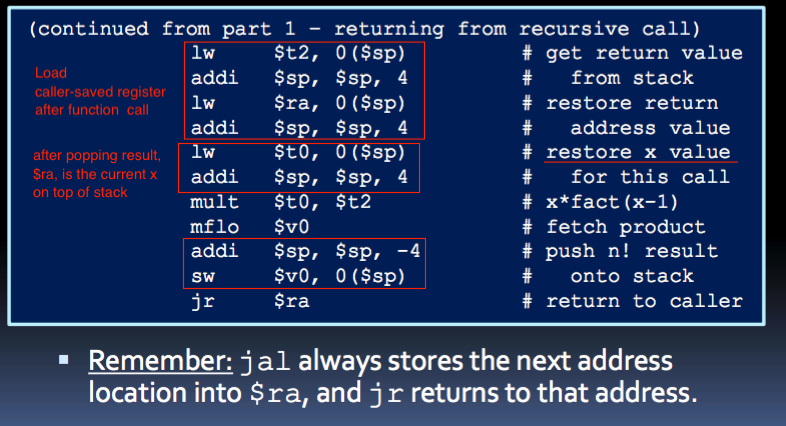 (continued from part 1 – returning from recursive call)
lw $t2, 0($sp) # get return value
addi $sp, $sp, 4 # from stack
Load
caller-saved register
after function call
lw $ra, 0($sp) # restore return
addi $sp, $sp, 4 # address value
after popping result,
$ra, is the current x
on top of stack
lw $t0, 0($sp) # restore x value
addi $sp, $sp, 4 # for this call
mult $t0, $t2 # x*fact(x-1)
mflo $v0 # fetch product
addi $sp, $sp, -4 # push n! result
sw $v0, 0($sp) # onto stack
jr $ra # return to caller
▪ Remember: jal always stores the next address
location into $ra, and jr returns to that address.